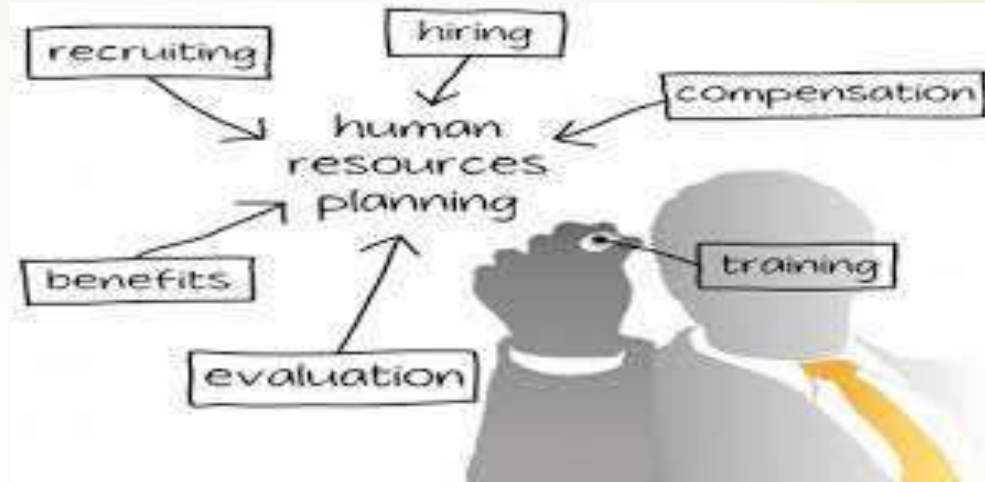 hiring
recruiting
compensation
human
resources
planning
training
benefits
evaluation